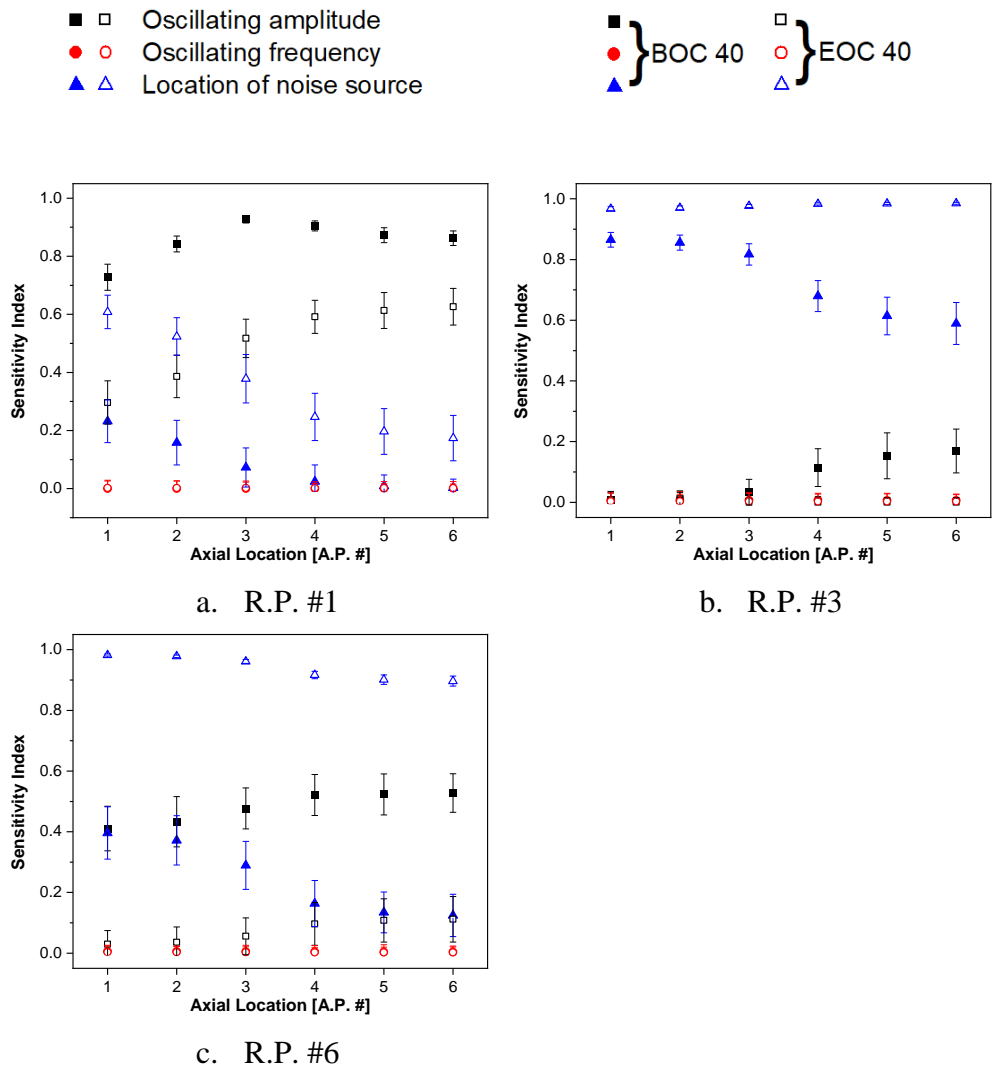 Oscillating amplitude
Oscillating frequency
Location of noise source
} BOC 40
} EOC 40
1.0
0.8
0.6
0.4
0.2
0.0
Sensitivity Index
1 2 3 4 5 6
Axial Location [A.P. #]
a. R.P. #1
1.0
0.8
0.6
0.4
0.2
0.0
Sensitivity Index
1 2 3 4 5 6
Axial Location [A.P. #]
b. R.P. #3
1.0
0.8
0.6
0.4
0.2
0.0
Sensitivity Index
1 2 3 4 5 6
Axial Location [A.P. #]
c. R.P. #6